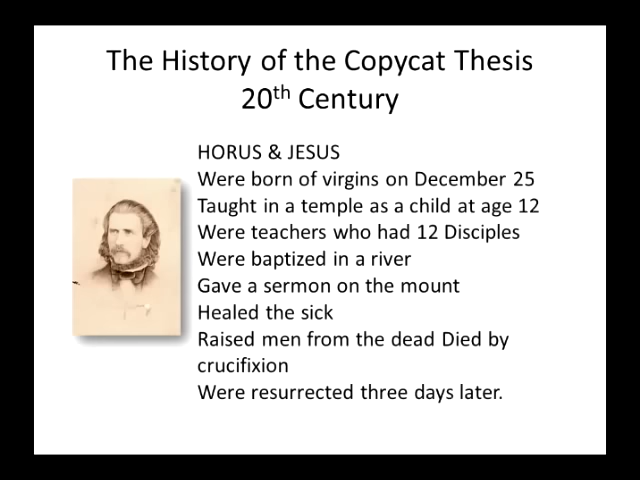 The History of the Copycat Thesis
20th Century
HORUS & JESUS
Were born of virgins on December 25
Taught in a temple as a child at age 12
Were teachers who had 12 Disciples
Were baptized in a river
Gave a sermon on the mount
Healed the sick
Raised men from the dead Died by
crucifixion
Were resurrected three days later.